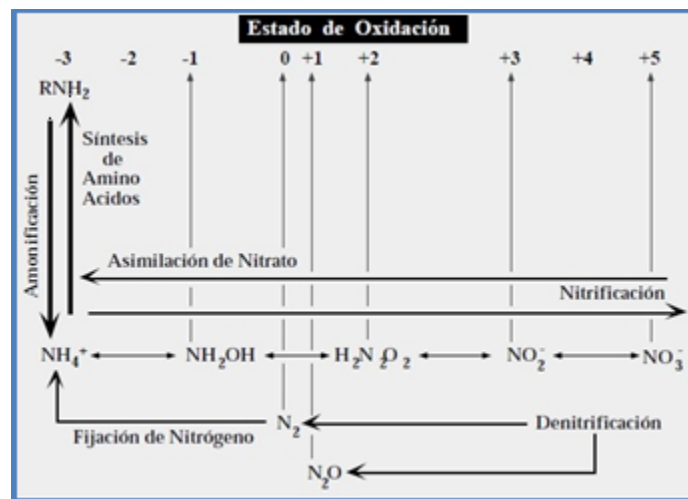 Estado de Oxidación
-3 -2 -1 0 +1 +2 +3 +4 +5
RNH₂
Síntesis
de
Amino
Acidos
Amonificación
Asimilación de Nitrato
Nitrificación
NH₄⁺ NH₂OH H₂N₂O₂ NO₂⁻ NO₃⁻
N₂ Denitrificación
Fijación de Nitrógeno
N₂O